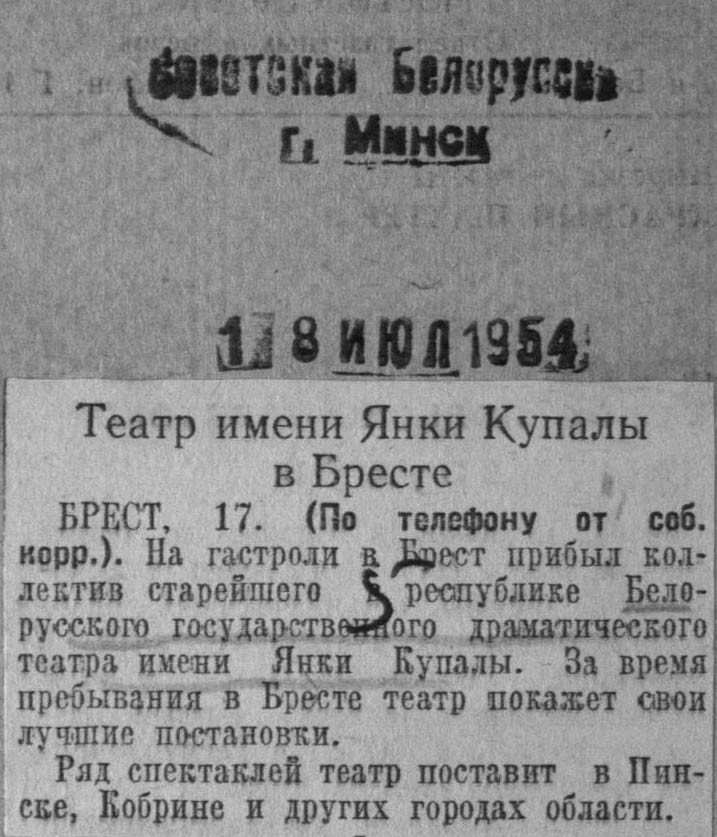 Советская Белоруссия
г. Минск
18 ИЮЛ 1954
Театр имени Янки Купалы
в Бресте
БРЕСТ, 17. (По телефону от соб.
корр.). На гастроли в Брест прибыл кол-
лектив старейшего в республике Бело-
русского государственного драматического
театра имени Янки Купалы. За время
пребывания в Бресте театр покажет свои
лучшие постановки.
Ряд спектаклей театр поставит в Пин-
ске, Кобрине и других городах области.